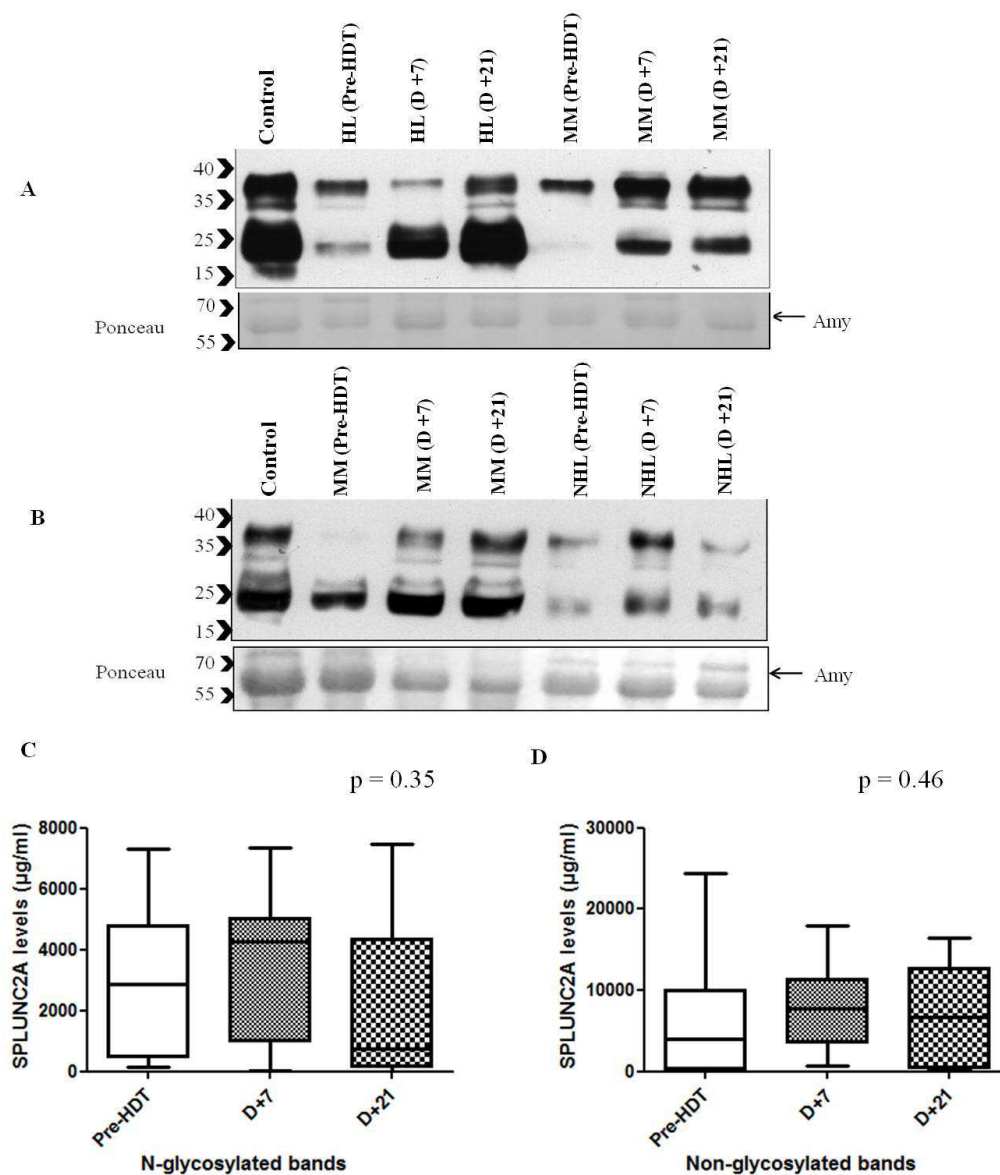 Control
HL (Pre-HDT)
HL (D +7)
HL (D +21)
MM (Pre-HDT)
MM (D +7)
MM (D +21)
A
40
35
25
15
70
55
Ponceau
Amy
Control
MM (Pre-HDT)
MM (D +7)
MM (D +21)
NHL (Pre-HDT)
NHL (D +7)
NHL (D +21)
B
40
35
25
15
70
55
Ponceau
Amy
C
p = 0.35
SPLUNC2A levels (µg/ml)
8000
6000
4000
2000
0
Pre-HDT
D+7
D+21
N-glycosylated bands
D
p = 0.46
SPLUNC2A levels (µg/ml)
30000
20000
10000
0
Pre-HDT
D+7
D+21
Non-glycosylated bands